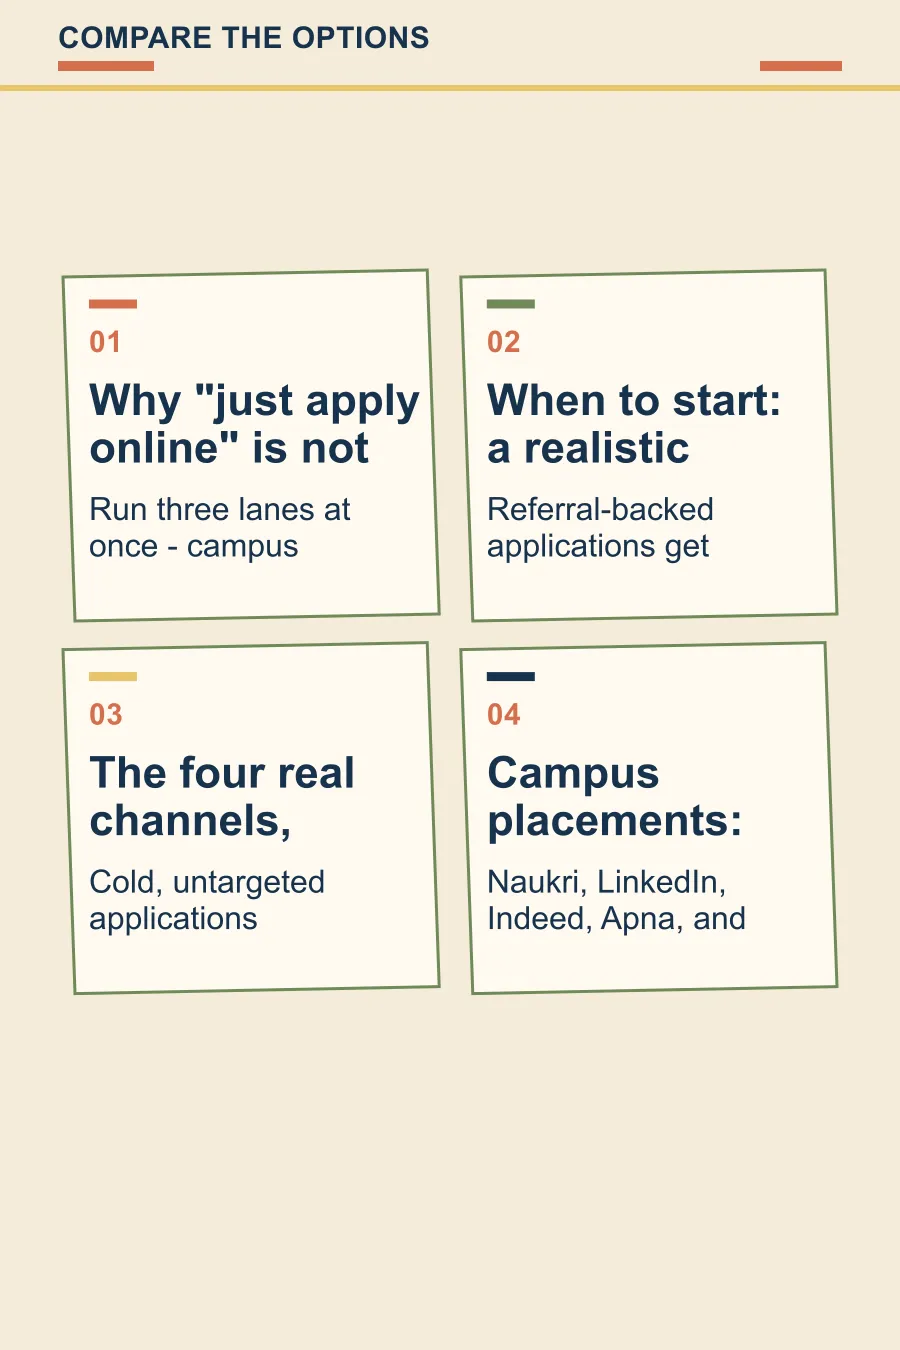 COMPARE THE OPTIONS
01
Why "just apply
online" is not
Run three lanes at
once - campus
02
When to start:
a realistic
Referral-backed
applications get
03
The four real
channels,
Cold, untargeted
applications
04
Campus
placements:
Naukri, LinkedIn,
Indeed, Apna, and